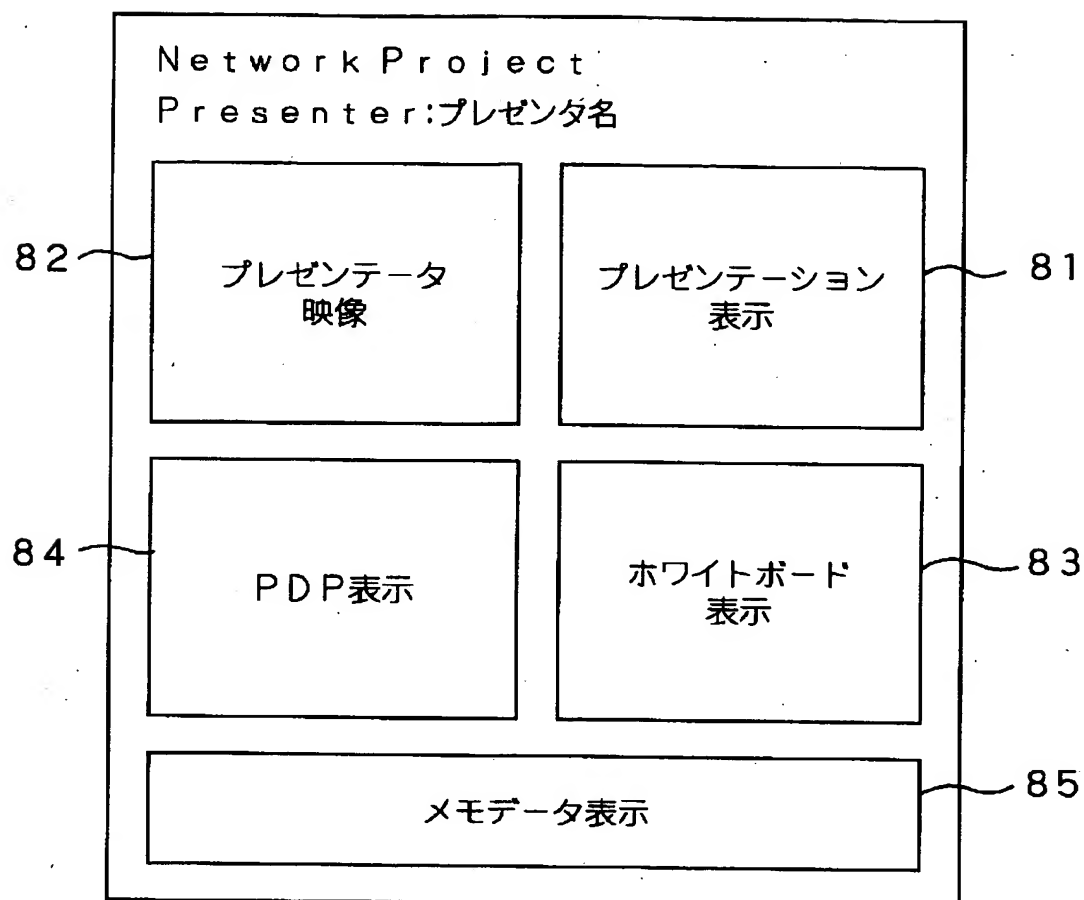 Network Project
Presenter:プレゼンタ名
82
プレゼンテータ
映像
プレゼンテーション
表示
81
84
PDP表示
ホワイトボード
表示
83
メモデータ表示
85